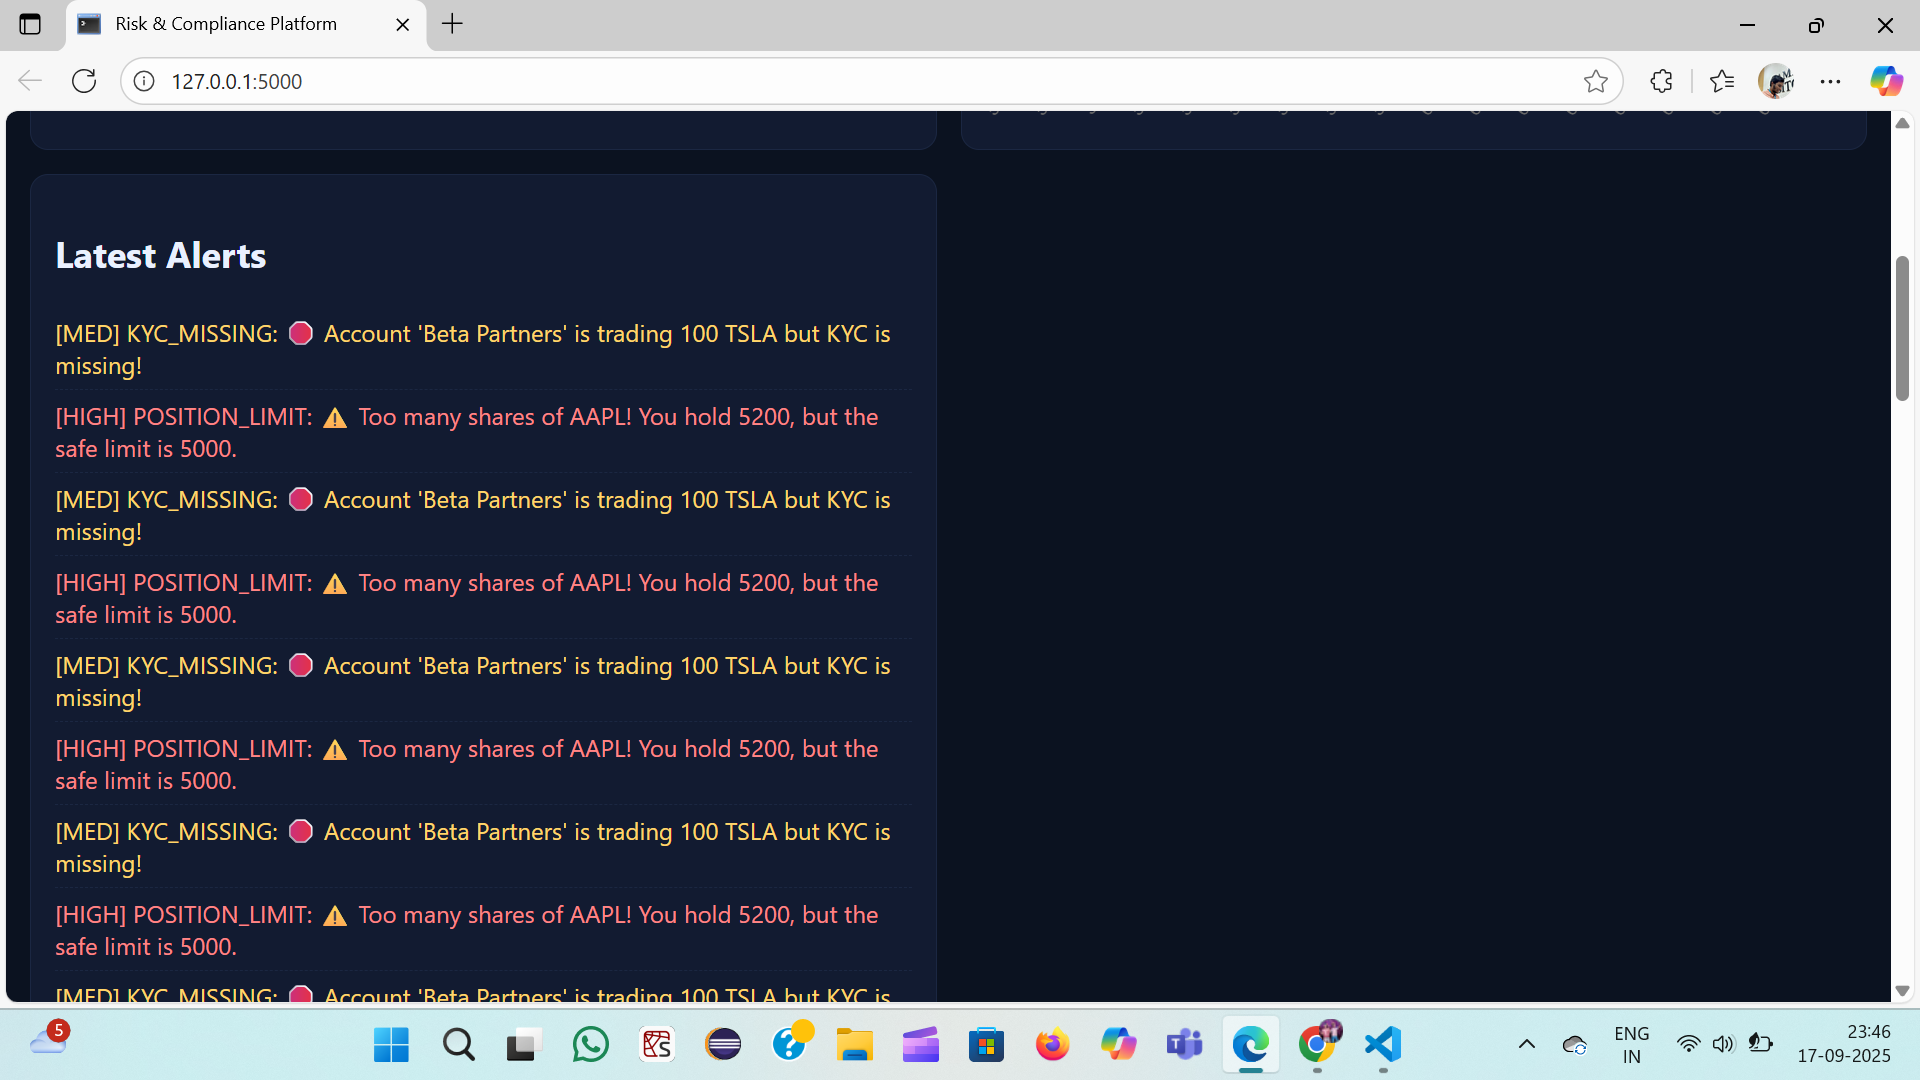 Risk & Compliance Platform
127.0.0.1:5000
Latest Alerts
[MED] KYC_MISSING: 🛑 Account 'Beta Partners' is trading 100 TSLA but KYC is
missing!
[HIGH] POSITION_LIMIT: ⚠️ Too many shares of AAPL! You hold 5200, but the
safe limit is 5000.
[MED] KYC_MISSING: 🛑 Account 'Beta Partners' is trading 100 TSLA but KYC is
missing!
[HIGH] POSITION_LIMIT: ⚠️ Too many shares of AAPL! You hold 5200, but the
safe limit is 5000.
[MED] KYC_MISSING: 🛑 Account 'Beta Partners' is trading 100 TSLA but KYC is
missing!
[HIGH] POSITION_LIMIT: ⚠️ Too many shares of AAPL! You hold 5200, but the
safe limit is 5000.
[MED] KYC_MISSING: 🛑 Account 'Beta Partners' is trading 100 TSLA but KYC is
missing!
[HIGH] POSITION_LIMIT: ⚠️ Too many shares of AAPL! You hold 5200, but the
safe limit is 5000.
[MED] KYC_MISSING: 🛑 Account 'Beta Partners' is trading 100 TSLA but KYC is
5
ENG
IN
23:46
17-09-2025